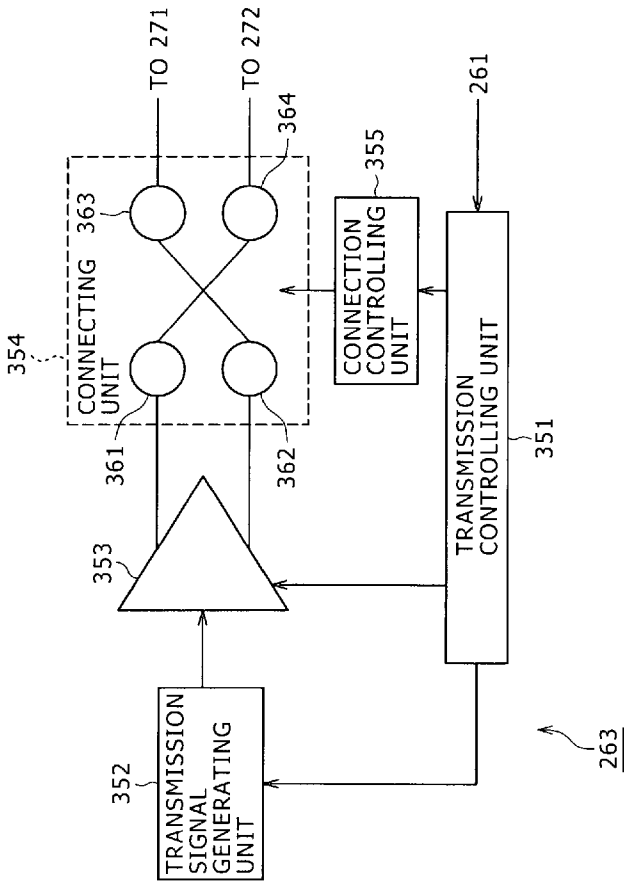 354
CONNECTING
UNIT
361
362
363
364
TO 271
TO 272
353
352
TRANSMISSION
SIGNAL
GENERATING
UNIT
355
CONNECTION
CONTROLLING
UNIT
TRANSMISSION
CONTROLLING UNIT
351
261
263